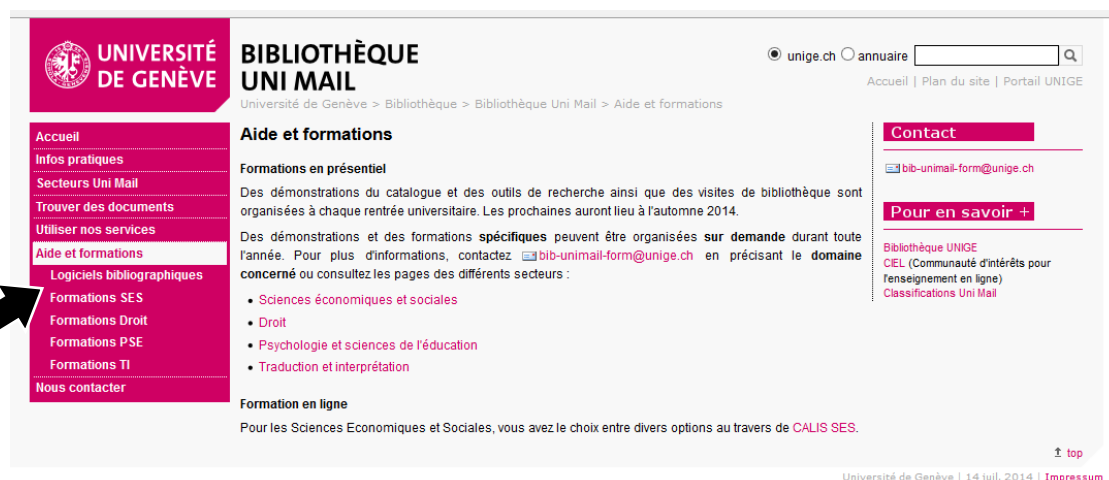 UNIVERSITÉ
DE GENÈVE
BIBLIOTHÈQUE
UNI MAIL
Université de Genève > Bibliothèque > Bibliothèque Uni Mail > Aide et formations
unige.ch annuaire
Accueil | Plan du site | Portail UNIGE
Accueil
Infos pratiques
Secteurs Uni Mail
Trouver des documents
Utiliser nos services
Aide et formations
Logiciels bibliographiques
Formations SES
Formations Droit
Formations PSE
Formations TI
Nous contacter
Aide et formations
Formations en présentiel
Des démonstrations du catalogue et des outils de recherche ainsi que des visites de bibliothèque sont
organisées à chaque rentrée universitaire. Les prochaines auront lieu à l'automne 2014.
Des démonstrations et des formations spécifiques peuvent être organisées sur demande durant toute
l'année. Pour plus d'informations, contactez bib-unimail-form@unige.ch en précisant le domaine
concerné ou consultez les pages des différents secteurs :
• Sciences économiques et sociales
• Droit
• Psychologie et sciences de l'éducation
• Traduction et interprétation
Formation en ligne
Pour les Sciences Economiques et Sociales, vous avez le choix entre divers options au travers de CALIS SES.
Contact
bib-unimail-form@unige.ch
Pour en savoir +
Bibliothèque UNIGE
CIEL (Communauté d'intérêts pour
l'enseignement en ligne)
Classifications Uni Mail
top
Université de Genève | 14 juil. 2014 | Impressum